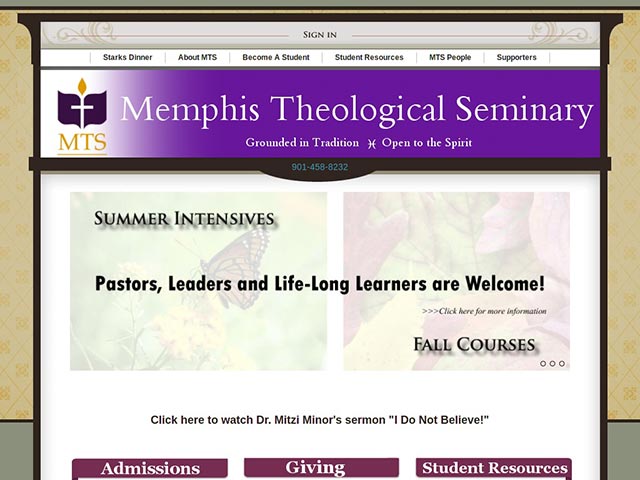 Sign in
Starks Dinner About MTS Become A Student Student Resources MTS People Supporters
MTS
Memphis Theological Seminary
Grounded in Tradition Open to the Spirit
901-458-8232
Summer Intensives
Pastors, Leaders and Life-Long Learners are Welcome!
>>>Click here for more information
Fall Courses
Click here to watch Dr. Mitzi Minor's sermon "I Do Not Believe!"
Admissions Giving Student Resources